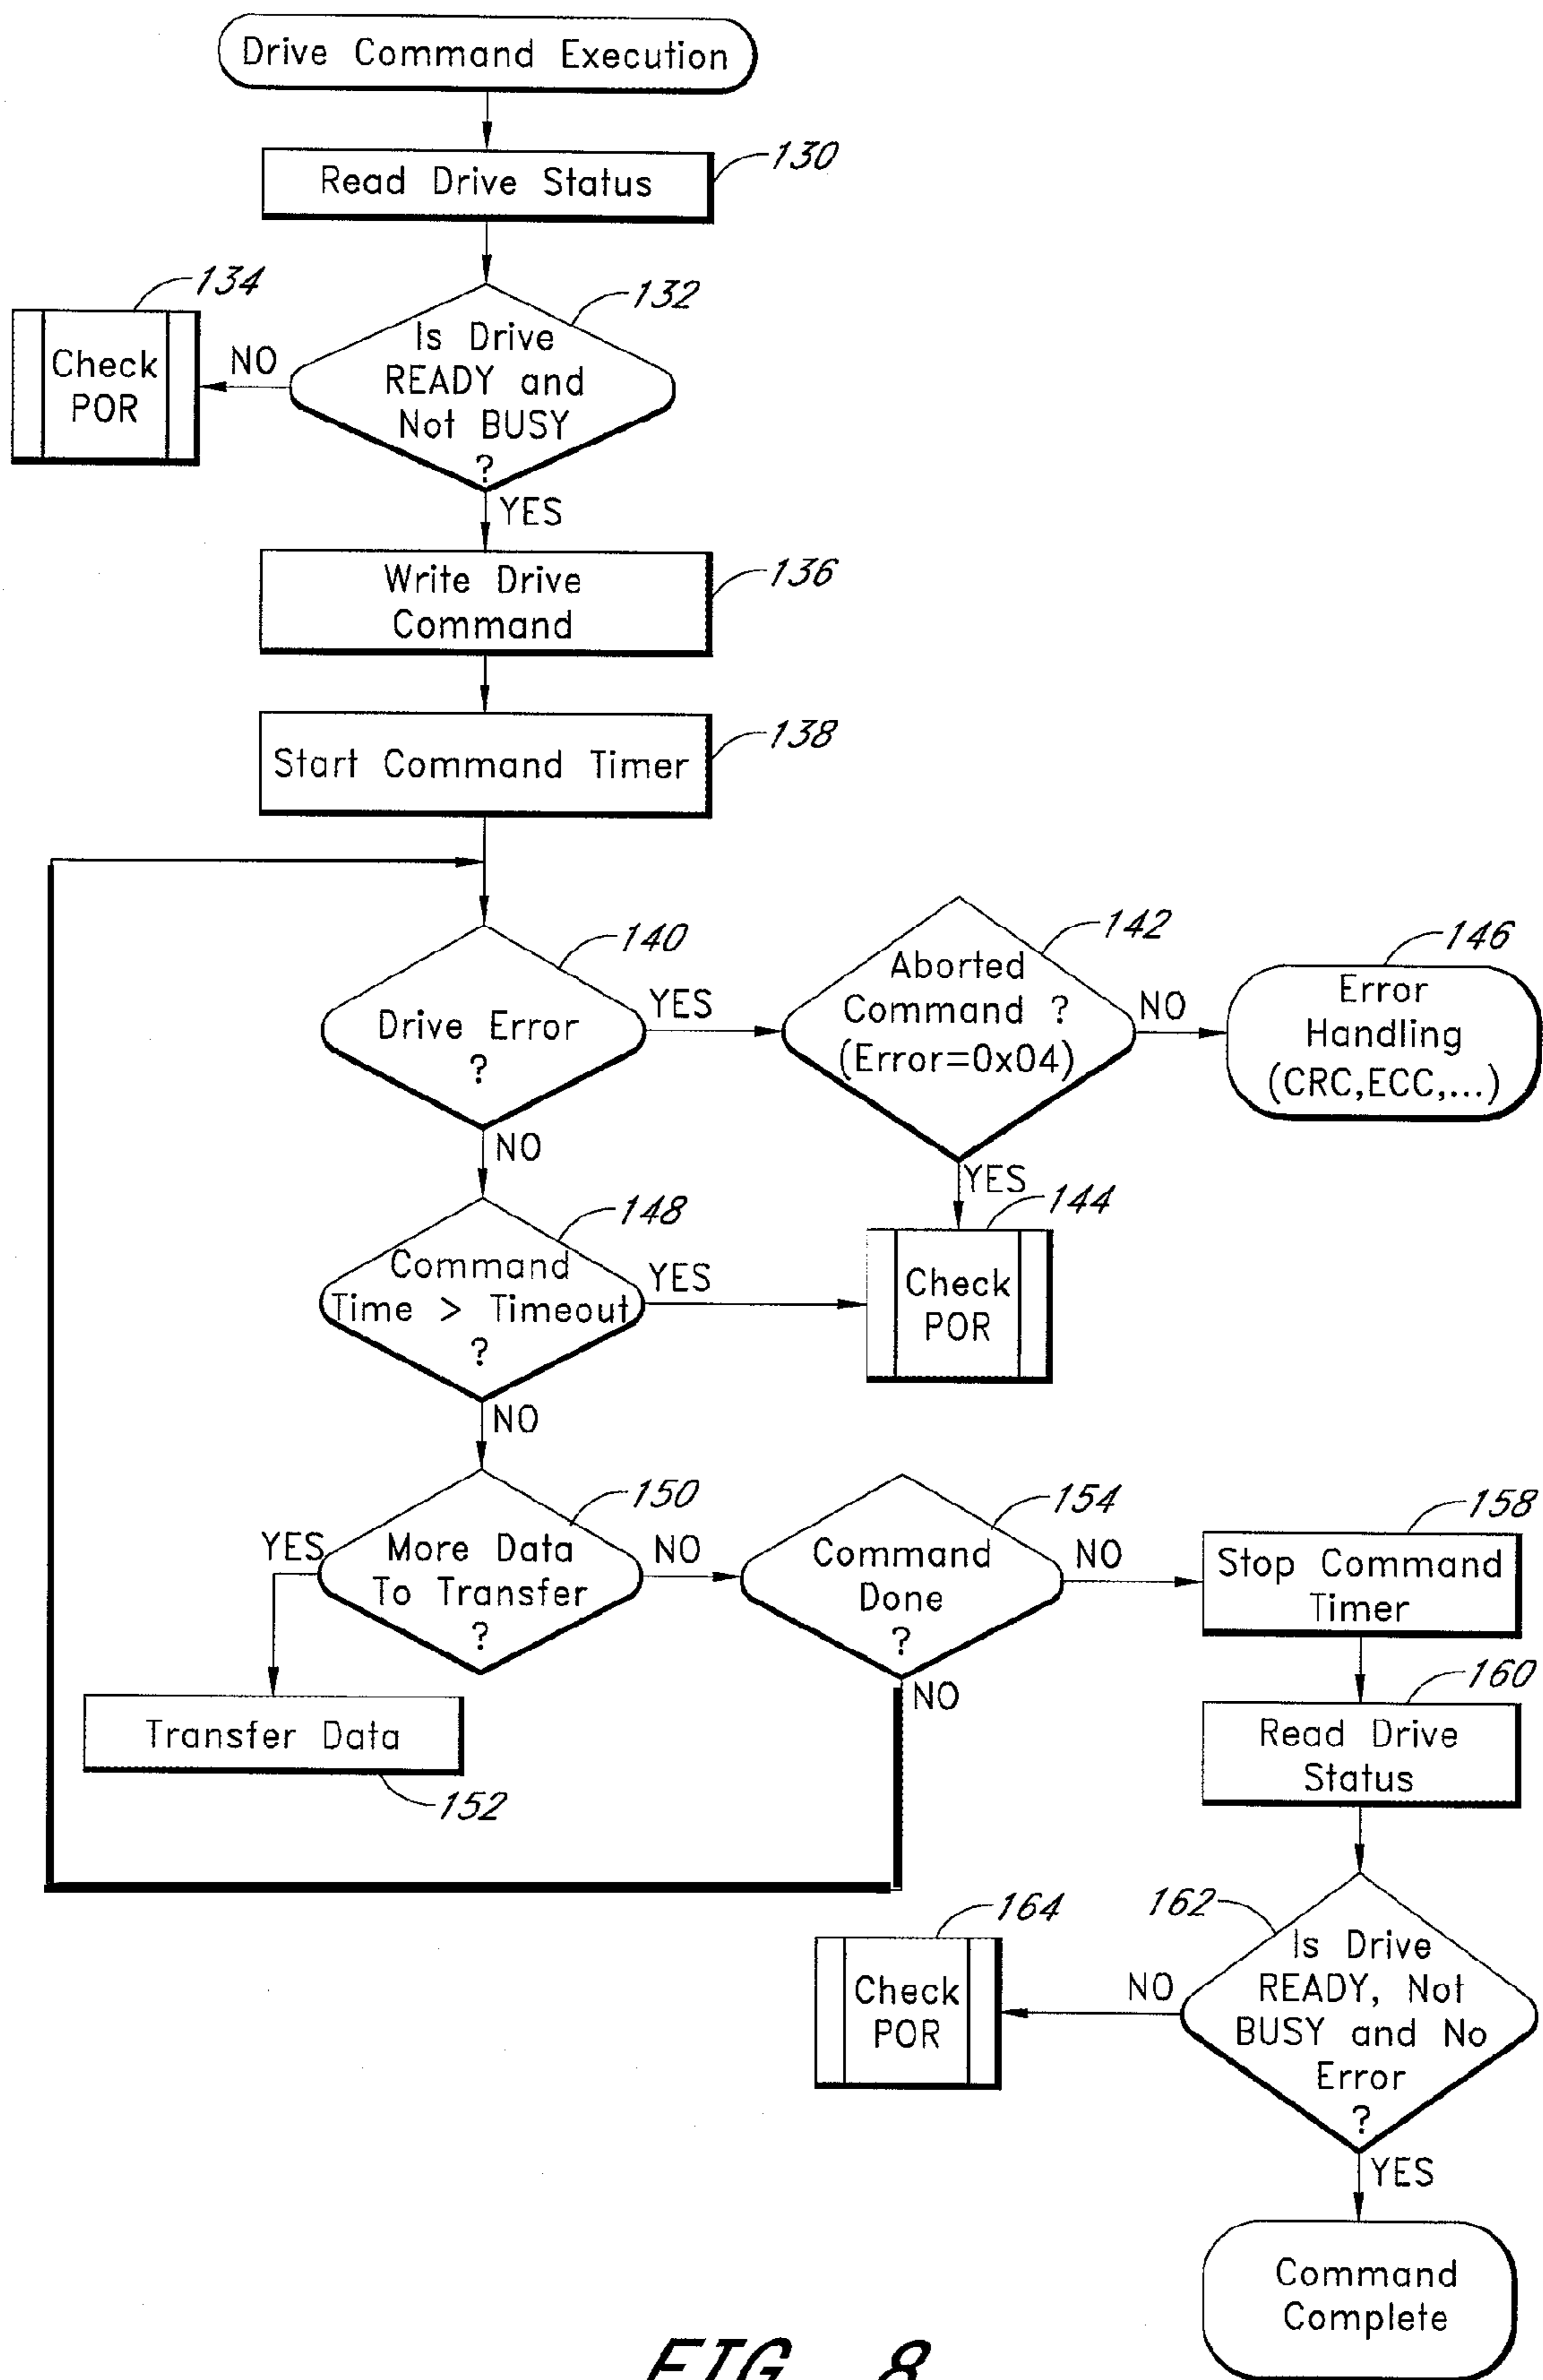 Drive Command Execution
Read Drive Status
130
134
132
Check
POR
NO
Is Drive
READY and
Not BUSY
?
YES
Write Drive
Command
136
Start Command Timer
138
140
Drive Error
?
YES
142
Aborted
Command ?
(Error=0x04)
NO
146
Error
Handling
(CRC,ECC,...)
NO
YES
148
Command
Time > Timeout
?
YES
144
Check
POR
NO
150
YES
More Data
To Transfer
?
NO
154
Command
Done
?
NO
158
Stop Command
Timer
NO
Transfer Data
152
160
Read Drive
Status
164
Check
POR
NO
162
Is Drive
READY, Not
BUSY and No
Error
?
YES
Command
Complete
FIG. 8